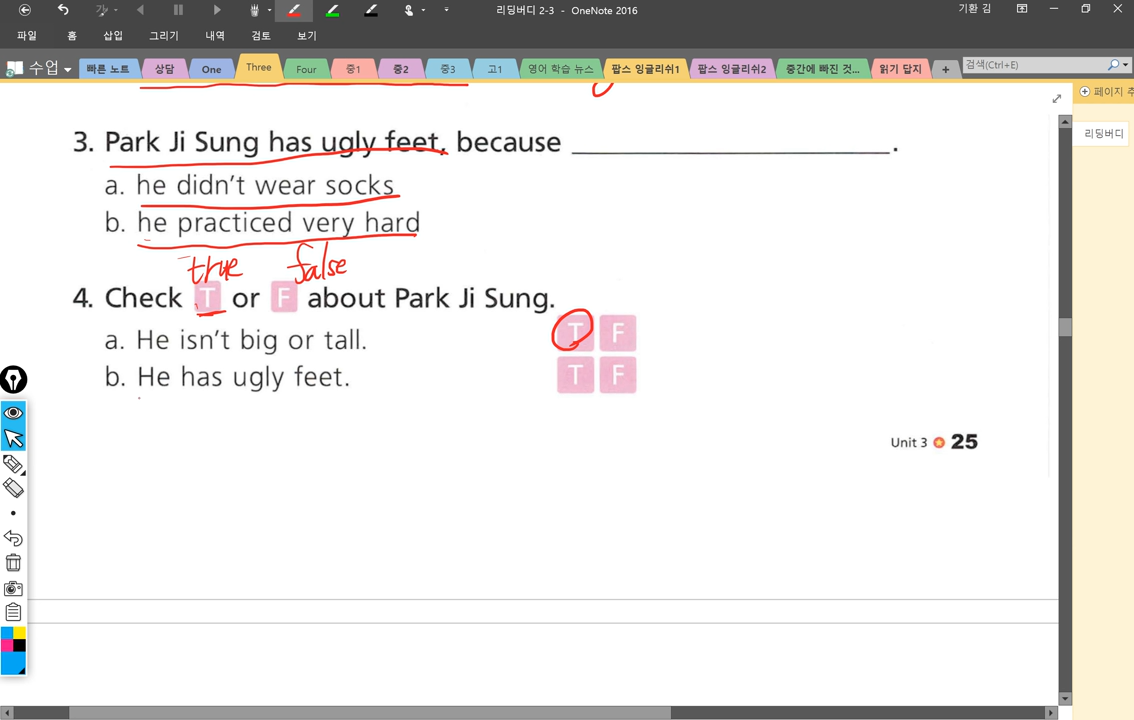 리딩버디 2-3 - OneNote 2016
기환 김
파일 홈 삽입 그리기 내역 검토 보기
수업 빠른 노트 상담 One Three Four 중1 중2 중3 고1 영어 학습 뉴스 팝스 잉글리쉬1 팝스 잉글리쉬2 중간에 빠진 것... 읽기 답지 + 검색(Ctrl+E)
페이지 추
리딩버디
3. Park Ji Sung has ugly feet, because ____________________.
a. he didn't wear socks
b. he practiced very hard
true false
4. Check T or F about Park Ji Sung.
a. He isn't big or tall. T F
b. He has ugly feet. T F
Unit 3 25